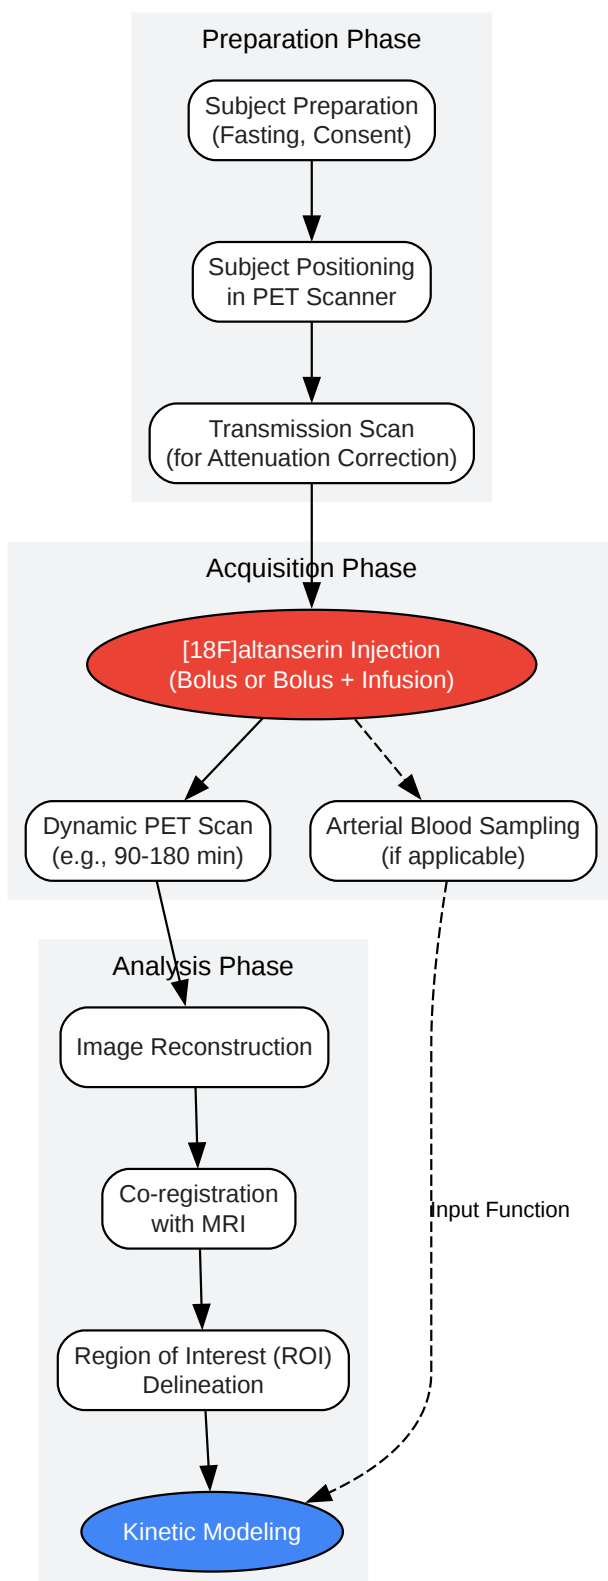 Preparation Phase
Subject Preparation
(Fasting, Consent)
Subject Positioning
in PET Scanner
Transmission Scan
(for Attenuation Correction)
Acquisition Phase
[18F]altanserin Injection
(Bolus or Bolus + Infusion)
Dynamic PET Scan
(e.g., 90-180 min)
Arterial Blood Sampling
(if applicable)
Analysis Phase
Image Reconstruction
Co-registration
with MRI
Input Function
Region of Interest (ROI)
Delineation
Kinetic Modeling